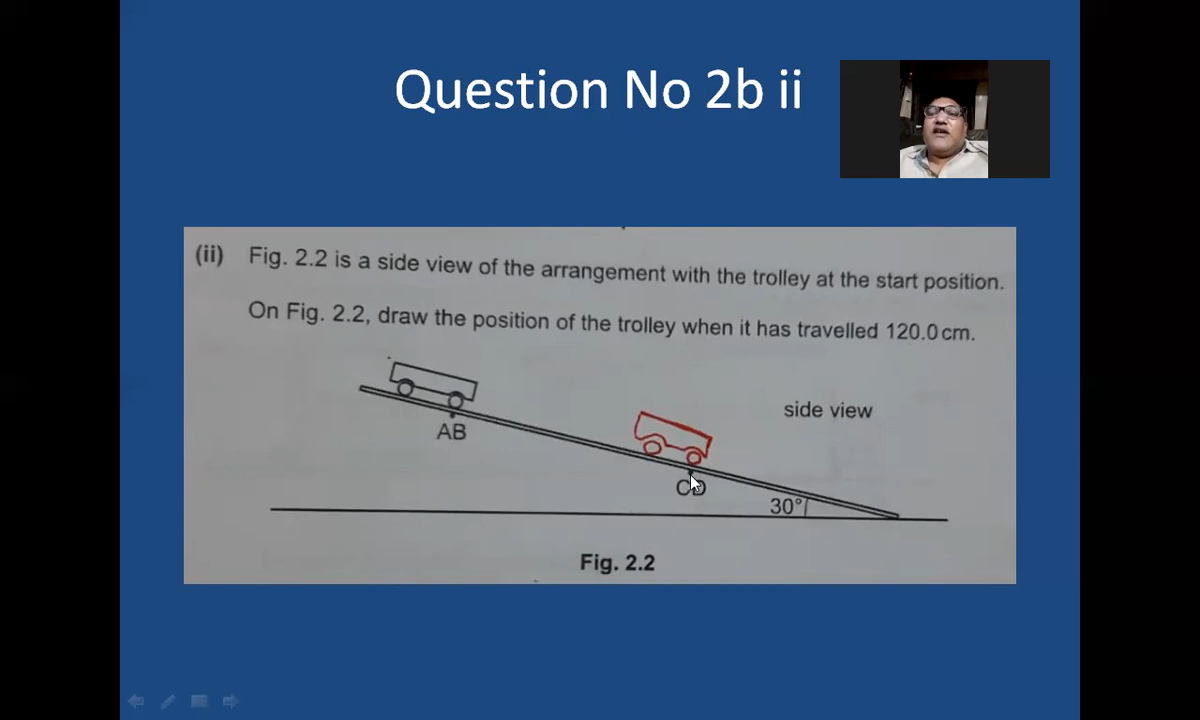 Question No 2b ii
(ii) Fig. 2.2 is a side view of the arrangement with the trolley at the start position.
On Fig. 2.2, draw the position of the trolley when it has travelled 120.0 cm.
side view
AB
CD
30°
Fig. 2.2